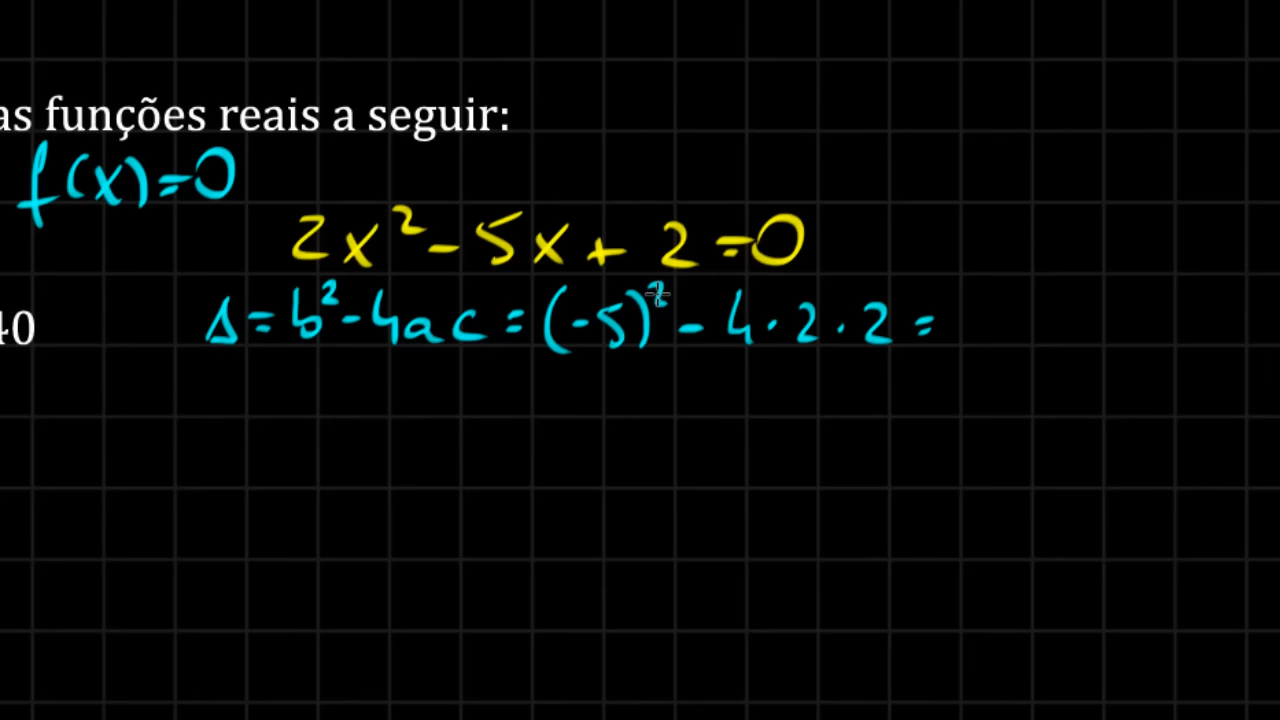 as funções reais a seguir:
f(x)=0
2x²-5x+2=0
40
Δ=b²-4ac=(-5)²-4·2·2=